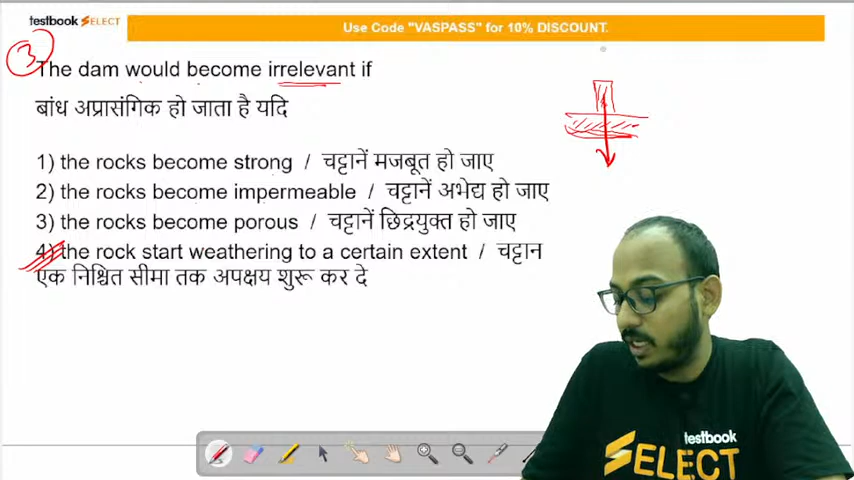 testbook SELECT
Use Code "VASPASS" for 10% DISCOUNT.
3
The dam would become irrelevant if
बांध अप्रासंगिक हो जाता है यदि
1) the rocks become strong / चट्टानें मजबूत हो जाए
2) the rocks become impermeable / चट्टानें अभेद्य हो जाए
3) the rocks become porous / चट्टानें छिद्रयुक्त हो जाए
4) the rock start weathering to a certain extent / चट्टान
एक निश्चित सीमा तक अपक्षय शुरू कर दे
testbook
SELECT